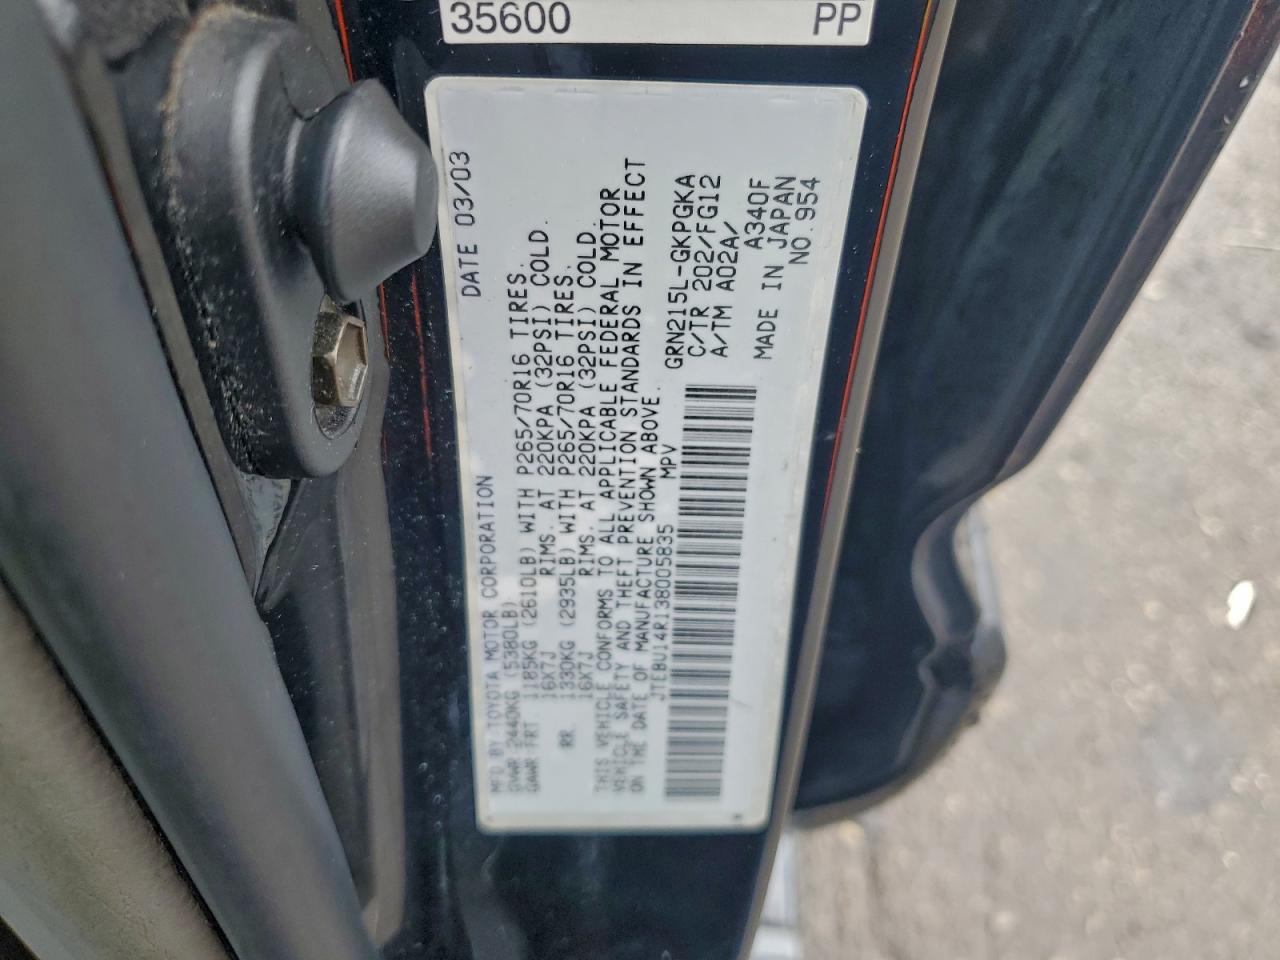 35600 PP
MFD BY TOYOTA MOTOR CORPORATION DATE 03/03
GVWR 2440KG (5380LB)
GAWR FRT. 1185KG (2610LB) WITH P265/70R16 TIRES.
16X7J RIMS. AT 220KPA (32PSI) COLD.
RR. 1330KG (2935LB) WITH P265/70R16 TIRES.
16X7J RIMS. AT 220KPA (32PSI) COLD.
THIS VEHICLE CONFORMS TO ALL APPLICABLE FEDERAL MOTOR
VEHICLE SAFETY AND THEFT PREVENTION STANDARDS IN EFFECT
ON THE DATE OF MANUFACTURE SHOWN ABOVE.
JTEBU14R138005835 MPV
GRN215L-GKPGKA
C/TR 202/FG12
A/TM A02A/ A340F
MADE IN JAPAN
NO.954